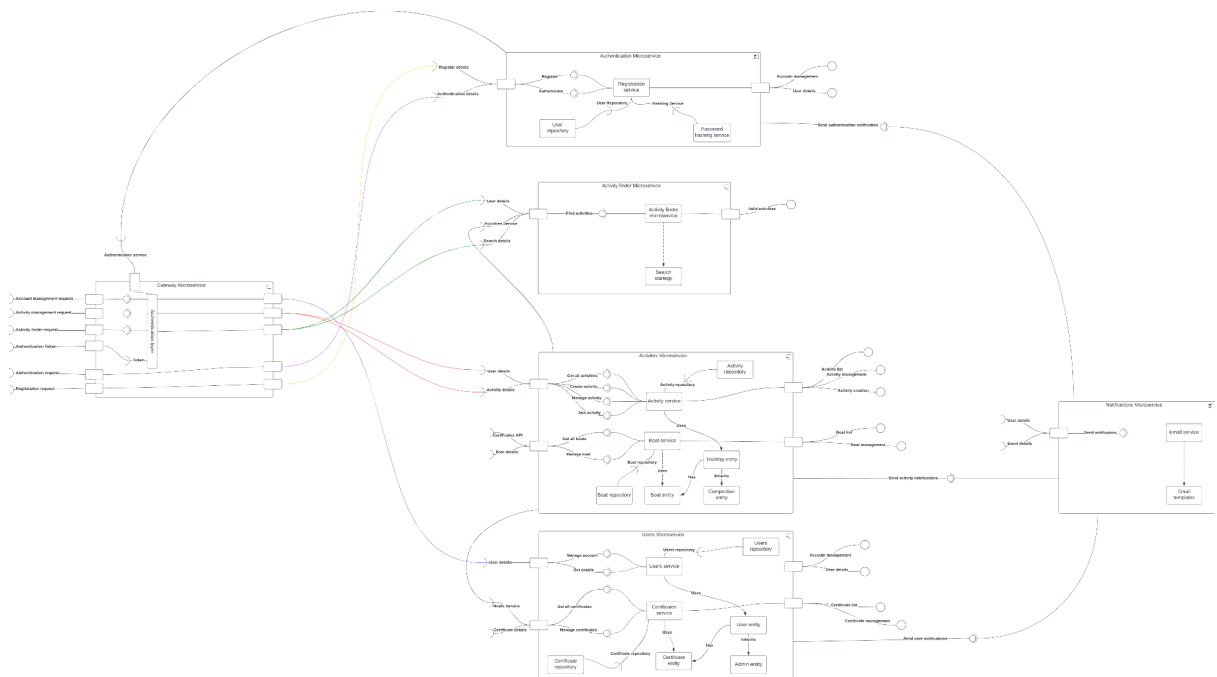 Authentication Microservice
Register details
Authentication details
Register
Authenticate
Registration
service
User Repository
Hashing Service
User
repository
Password
hashing service
Account management
User details
Send authentication notification
Activity finder Microservice
User details
Activities Service
Search details
Find activities
Activity finder
microservice
Valid activities
Search
startegy
Authentication service
Gateway Microservice
Account management request
Activity management request
Activity finder request
Authentication Token
Authentication request
Registration request
Authentication layer
Token
Activites Microservice
User details
Activity details
Get all activities
Create activity
Manage activity
Join activity
Activity repository
Activity
repository
Activity service
Activity list
Activity management
Activity creation
Uses
Certificates API
Boat details
Get all boats
Manage boat
Boat service
Boat repository
Boat repository
Uses
Boat entity
Training entity
Has
Inherits
Competition
entity
Boat list
Boat management
Send activity notifications
Notifications Microservice
User details
Event details
Send notification
Email service
Email
templates
Users Microservice
User details
Manage account
Get details
Users repository
Users
repository
Users service
Account management
User details
Uses
Boats Service
Certificate details
Get all certificates
Manage certificates
Certificates
service
Certificate repository
Certificate
repository
Uses
Certificate
entity
User entity
Has
Inherits
Admin entity
Certificate list
Certificate management
Send user notifications